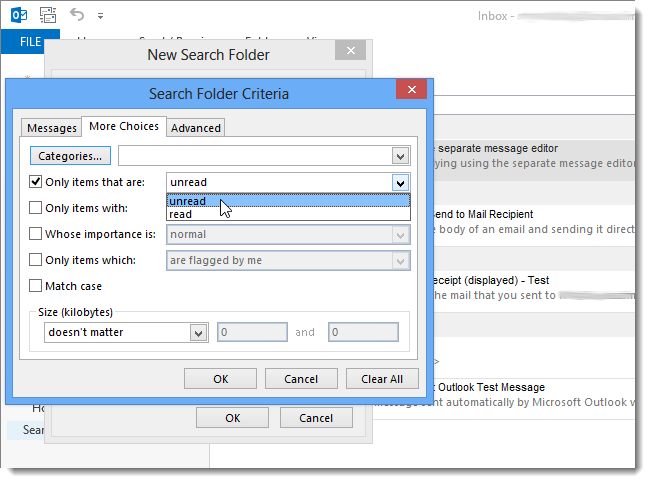 Inbox -
FILE
New Search Folder
Search Folder Criteria
Messages
More Choices
Advanced
Categories...
Only items that are:
unread
unread
read
Only items with:
Whose importance is:
normal
Only items which:
are flagged by me
Match case
Size (kilobytes)
doesn't matter
0
and
0
OK
Cancel
Clear All
OK
Cancel
separate message editor
ying using the separate message editor
Send to Mail Recipient
e body of an email and sending it direc
eceipt (displayed) - Test
the mail that you sent to
>
t Outlook Test Message
sent automatically by Microsoft Outlook w
Ho
Sear